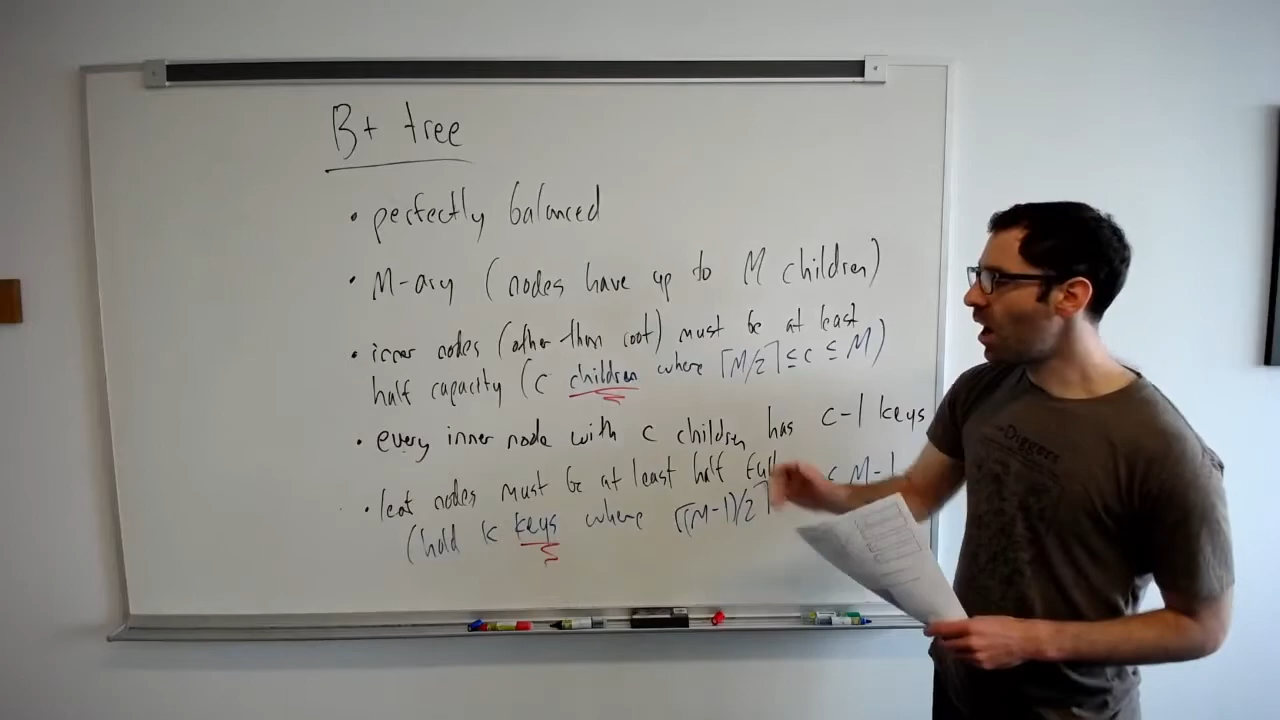 B+ tree
• perfectly balanced
• M-ary (nodes have up to M children)
• inner nodes (other than root) must be at least
half capacity (c children where ⌈M/2⌉ ≤ c ≤ M)
• every inner node with c children has c-1 keys
• leaf nodes must be at least half full
(hold k keys where ⌈(M-1)/2⌉ ≤ M-1
Diggers